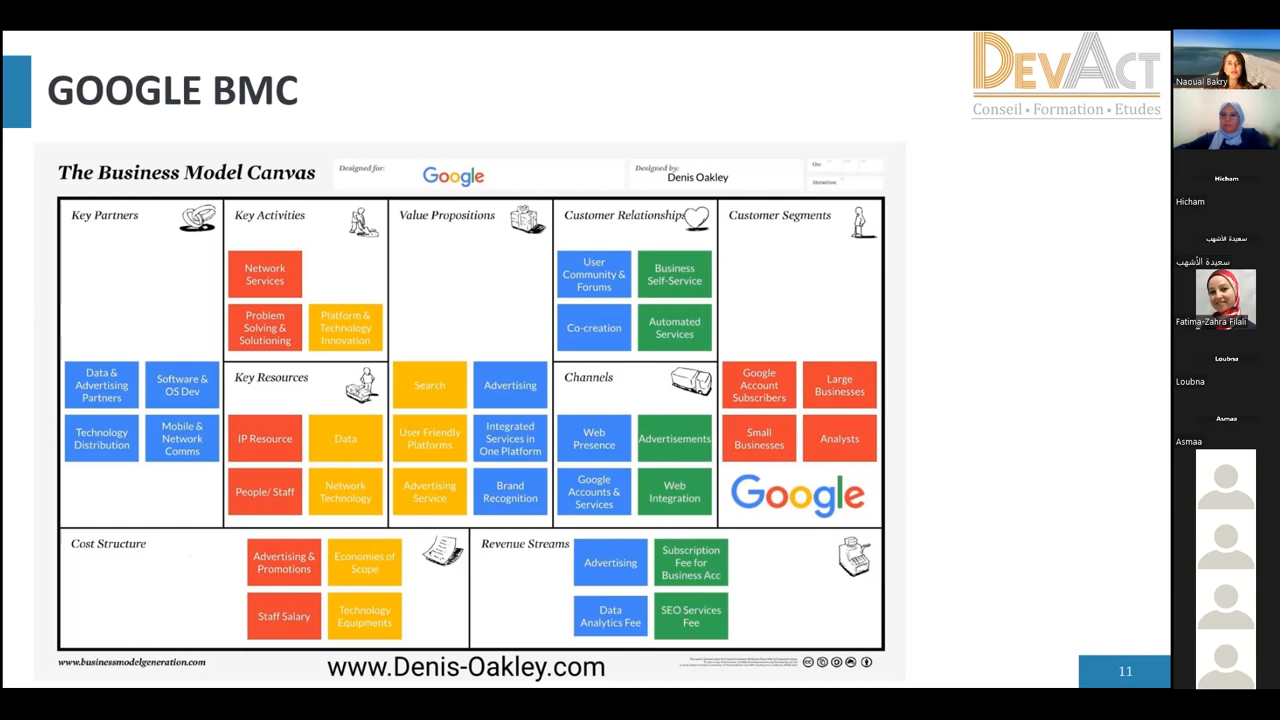 GOOGLE BMC
DEVACT
Conseil • Formation • Etudes
The Business Model Canvas
Designed for:
Google
Designed by:
Denis Oakley
On:
Iteration:
Key Partners
Data &
Advertising
Partners
Software &
OS Dev
Technology
Distribution
Mobile &
Network
Comms
Key Activities
Network
Services
Problem
Solving &
Solutioning
Platform &
Technology
Innovation
Key Resources
IP Resource
Data
People/ Staff
Network
Technology
Value Propositions
Search
Advertising
User Friendly
Platforms
Integrated
Services in
One Platform
Advertising
Service
Brand
Recognition
Customer Relationships
User
Community &
Forums
Business
Self-Service
Co-creation
Automated
Services
Channels
Web
Presence
Advertisements
Google
Accounts &
Services
Web
Integration
Customer Segments
Google
Account
Subscribers
Large
Businesses
Small
Businesses
Analysts
Google
Cost Structure
Advertising &
Promotions
Economies of
Scope
Staff Salary
Technology
Equipments
Revenue Streams
Advertising
Subscription
Fee for
Business Acc
Data
Analytics Fee
SEO Services
Fee
www.businessmodelgeneration.com
www.Denis-Oakley.com
11
Naoual Bakry
Hicham
Hicham
سعيدة الأشهب
سعيدة الأشهب
Fatima-Zahra Filali
Loubna
Loubna
Asmaa
Asmaa